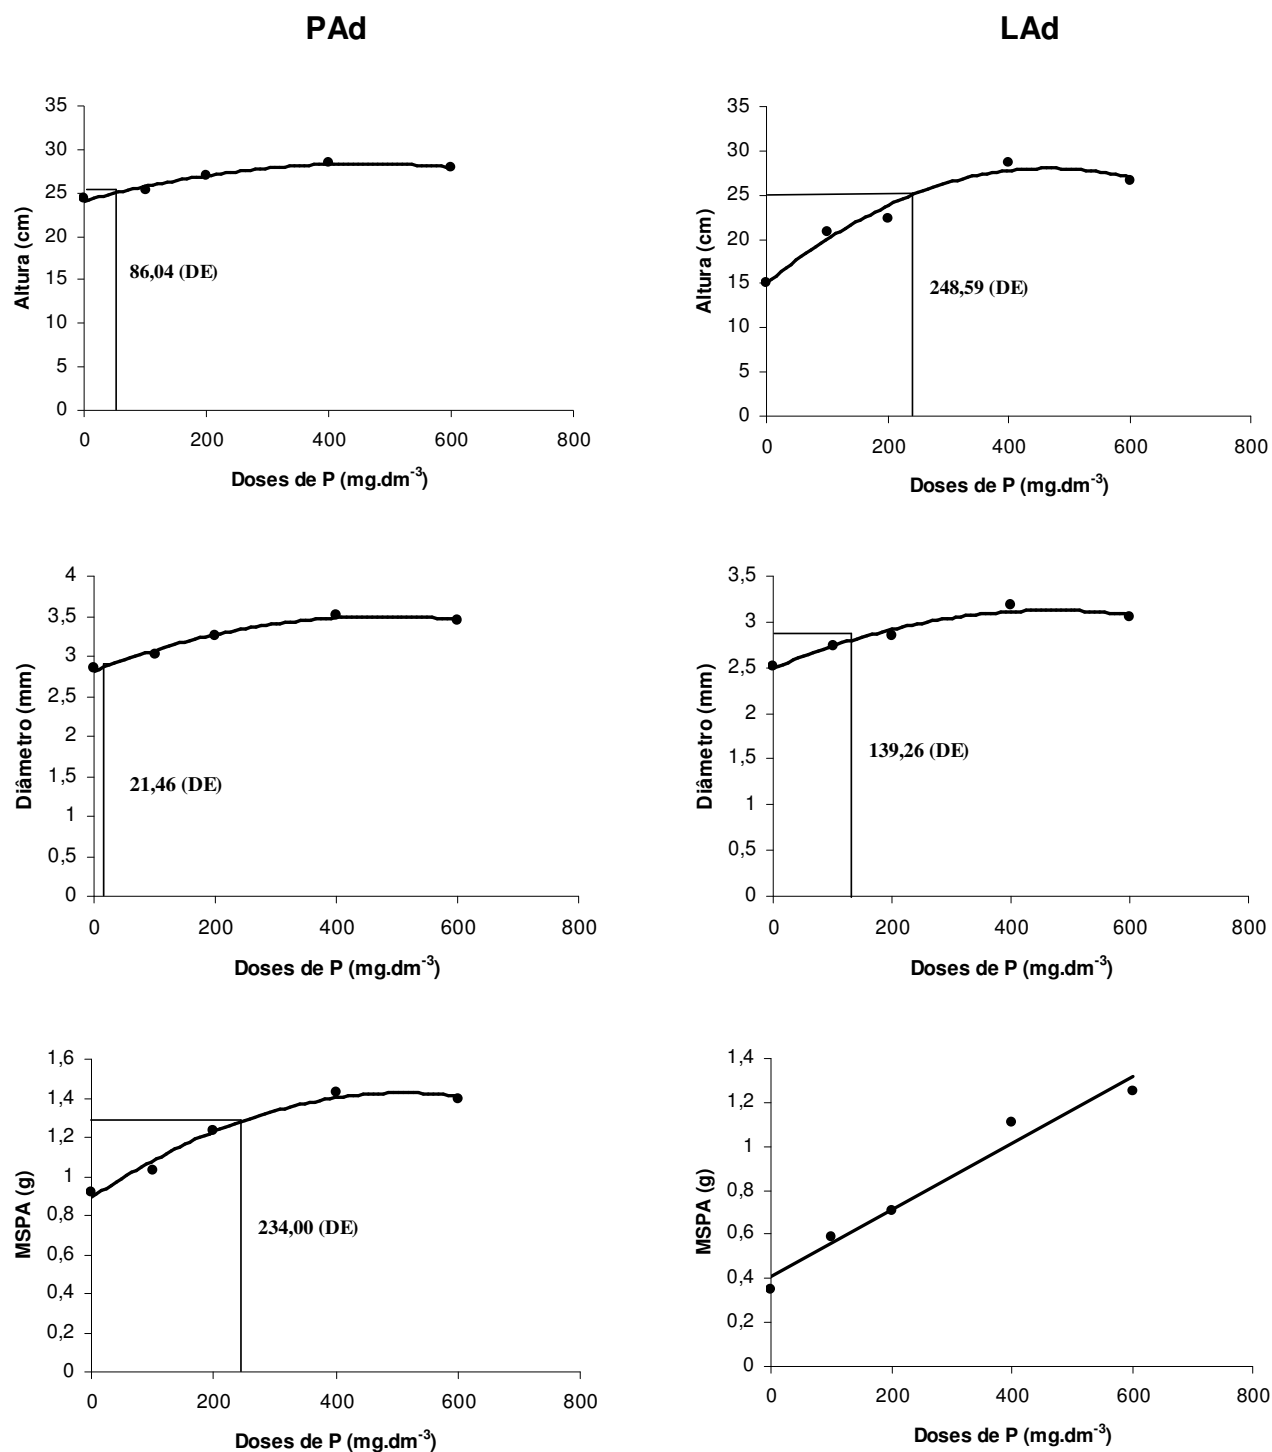 PAd
LAd
35
30
25
20
15
10
5
0
Altura (cm)
86,04 (DE)
0 200 400 600 800
Doses de P (mg.dm-3)
35
30
25
20
15
10
5
0
Altura (cm)
248,59 (DE)
0 200 400 600 800
Doses de P (mg.dm-3)
4
3,5
3
2,5
2
1,5
1
0,5
0
Diâmetro (mm)
21,46 (DE)
0 200 400 600 800
Doses de P (mg.dm-3)
3,5
3
2,5
2
1,5
1
0,5
0
Diâmetro (mm)
139,26 (DE)
0 200 400 600 800
Doses de P (mg.dm-3)
1,6
1,4
1,2
1
0,8
0,6
0,4
0,2
0
MSPA (g)
234,00 (DE)
0 200 400 600 800
Doses de P (mg.dm-3)
1,4
1,2
1
0,8
0,6
0,4
0,2
0
MSPA (g)
0 200 400 600 800
Doses de P (mg.dm-3)